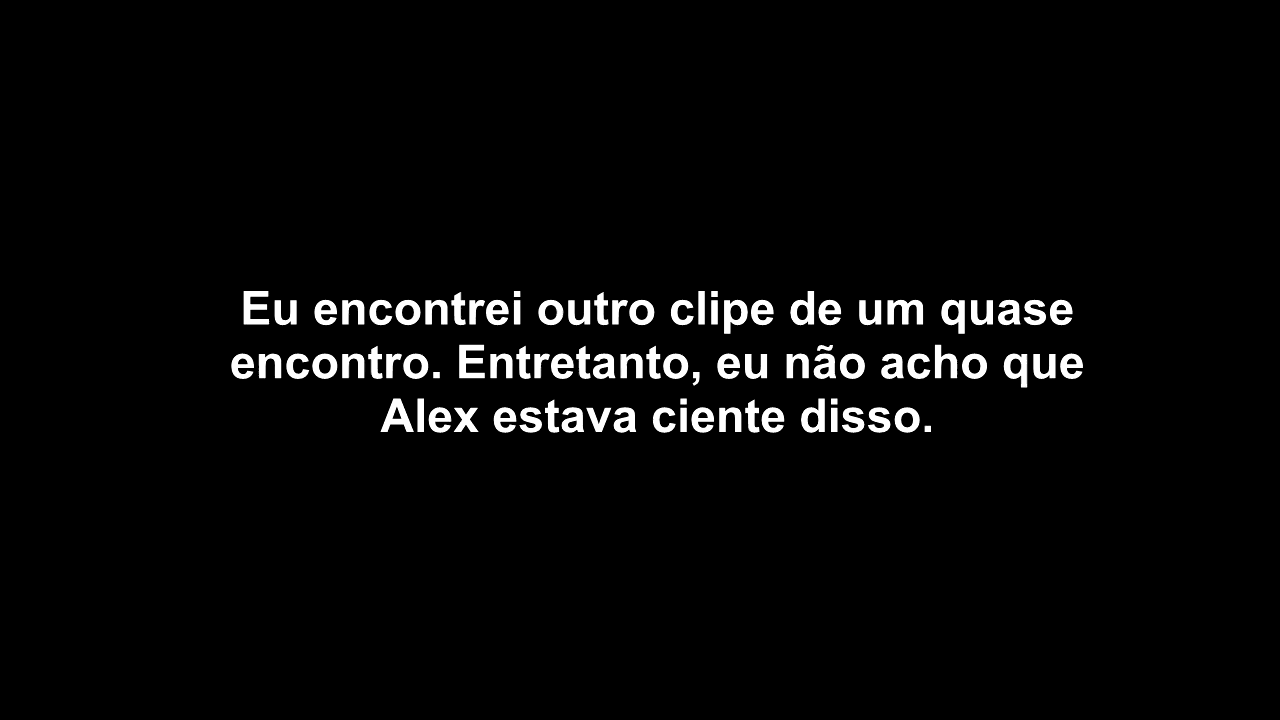 Eu encontrei outro clipe de um quase
encontro. Entretanto, eu não acho que
Alex estava ciente disso.